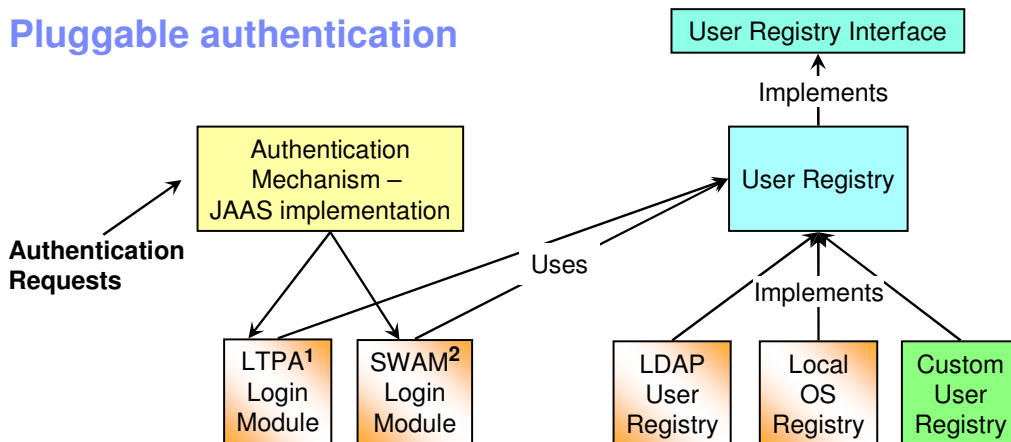 Pluggable authentication
User Registry Interface
Implements
Authentication
Mechanism –
JAAS implementation
User Registry
Authentication
Requests
Uses
Implements
LTPA¹
Login
Module
SWAM²
Login
Module
LDAP
User
Registry
Local
OS
Registry
Custom
User
Registry